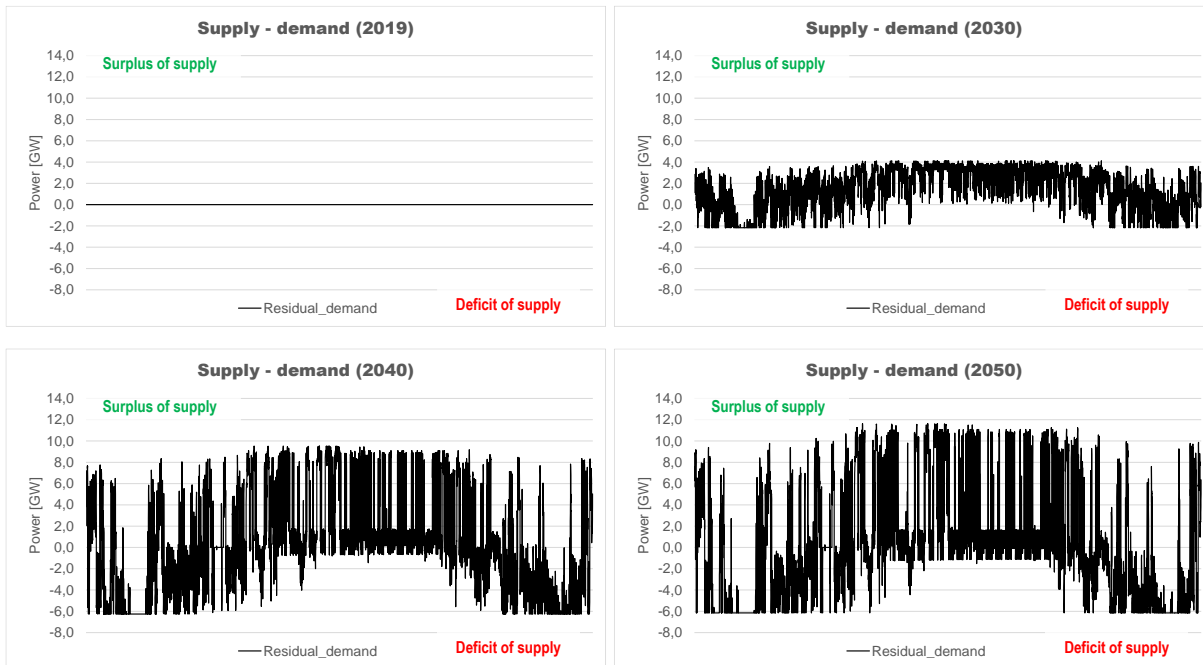 Supply - demand (2019)
14,0
Surplus of supply
12,0
10,0
8,0
6,0
4,0
2,0
0,0
-2,0
-4,0
-6,0
-8,0
Power [GW]
Residual_demand
Deficit of supply
Supply - demand (2030)
14,0
Surplus of supply
12,0
10,0
8,0
6,0
4,0
2,0
0,0
-2,0
-4,0
-6,0
-8,0
Power [GW]
Residual_demand
Deficit of supply
Supply - demand (2040)
14,0
Surplus of supply
12,0
10,0
8,0
6,0
4,0
2,0
0,0
-2,0
-4,0
-6,0
-8,0
Power [GW]
Residual_demand
Deficit of supply
Supply - demand (2050)
14,0
Surplus of supply
12,0
10,0
8,0
6,0
4,0
2,0
0,0
-2,0
-4,0
-6,0
-8,0
Power [GW]
Residual_demand
Deficit of supply